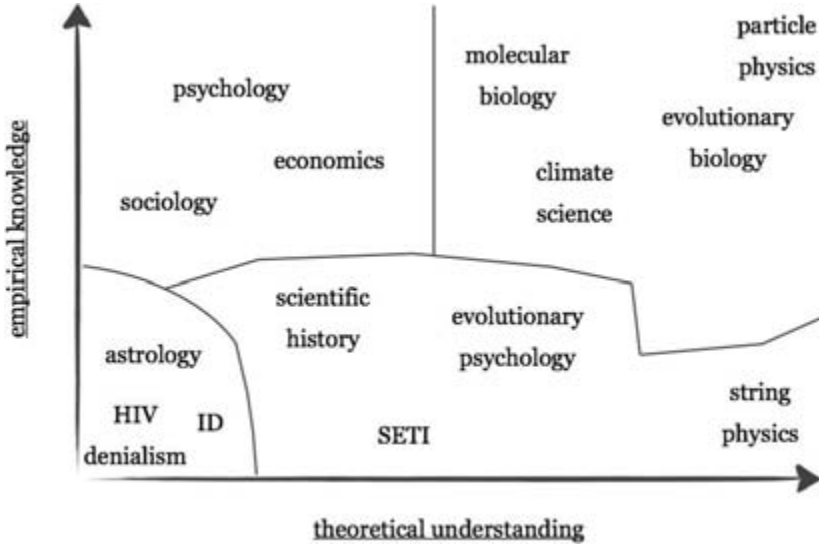 particle
physics
molecular
biology
psychology
evolutionary
biology
economics
climate
science
sociology
empirical knowledge
scientific
history
evolutionary
psychology
astrology
HIV
denialism
ID
SETI
string
physics
theoretical understanding